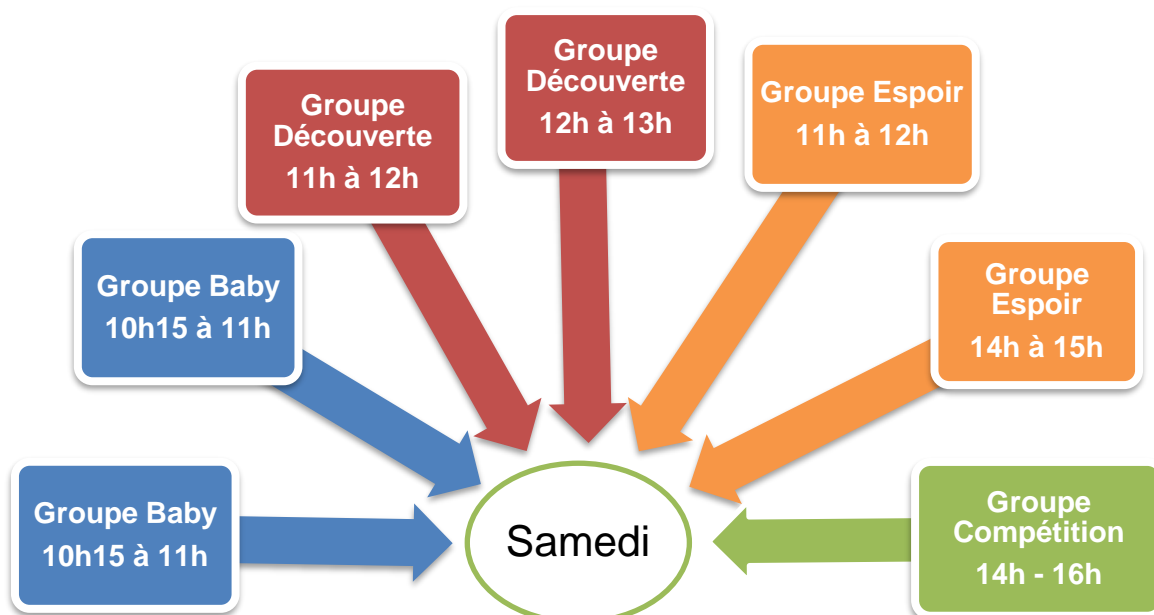 Groupe Baby
10h15 à 11h
Groupe Baby
10h15 à 11h
Groupe
Découverte
11h à 12h
Groupe
Découverte
12h à 13h
Groupe Espoir
11h à 12h
Groupe
Espoir
14h à 15h
Groupe
Compétition
14h - 16h
Samedi